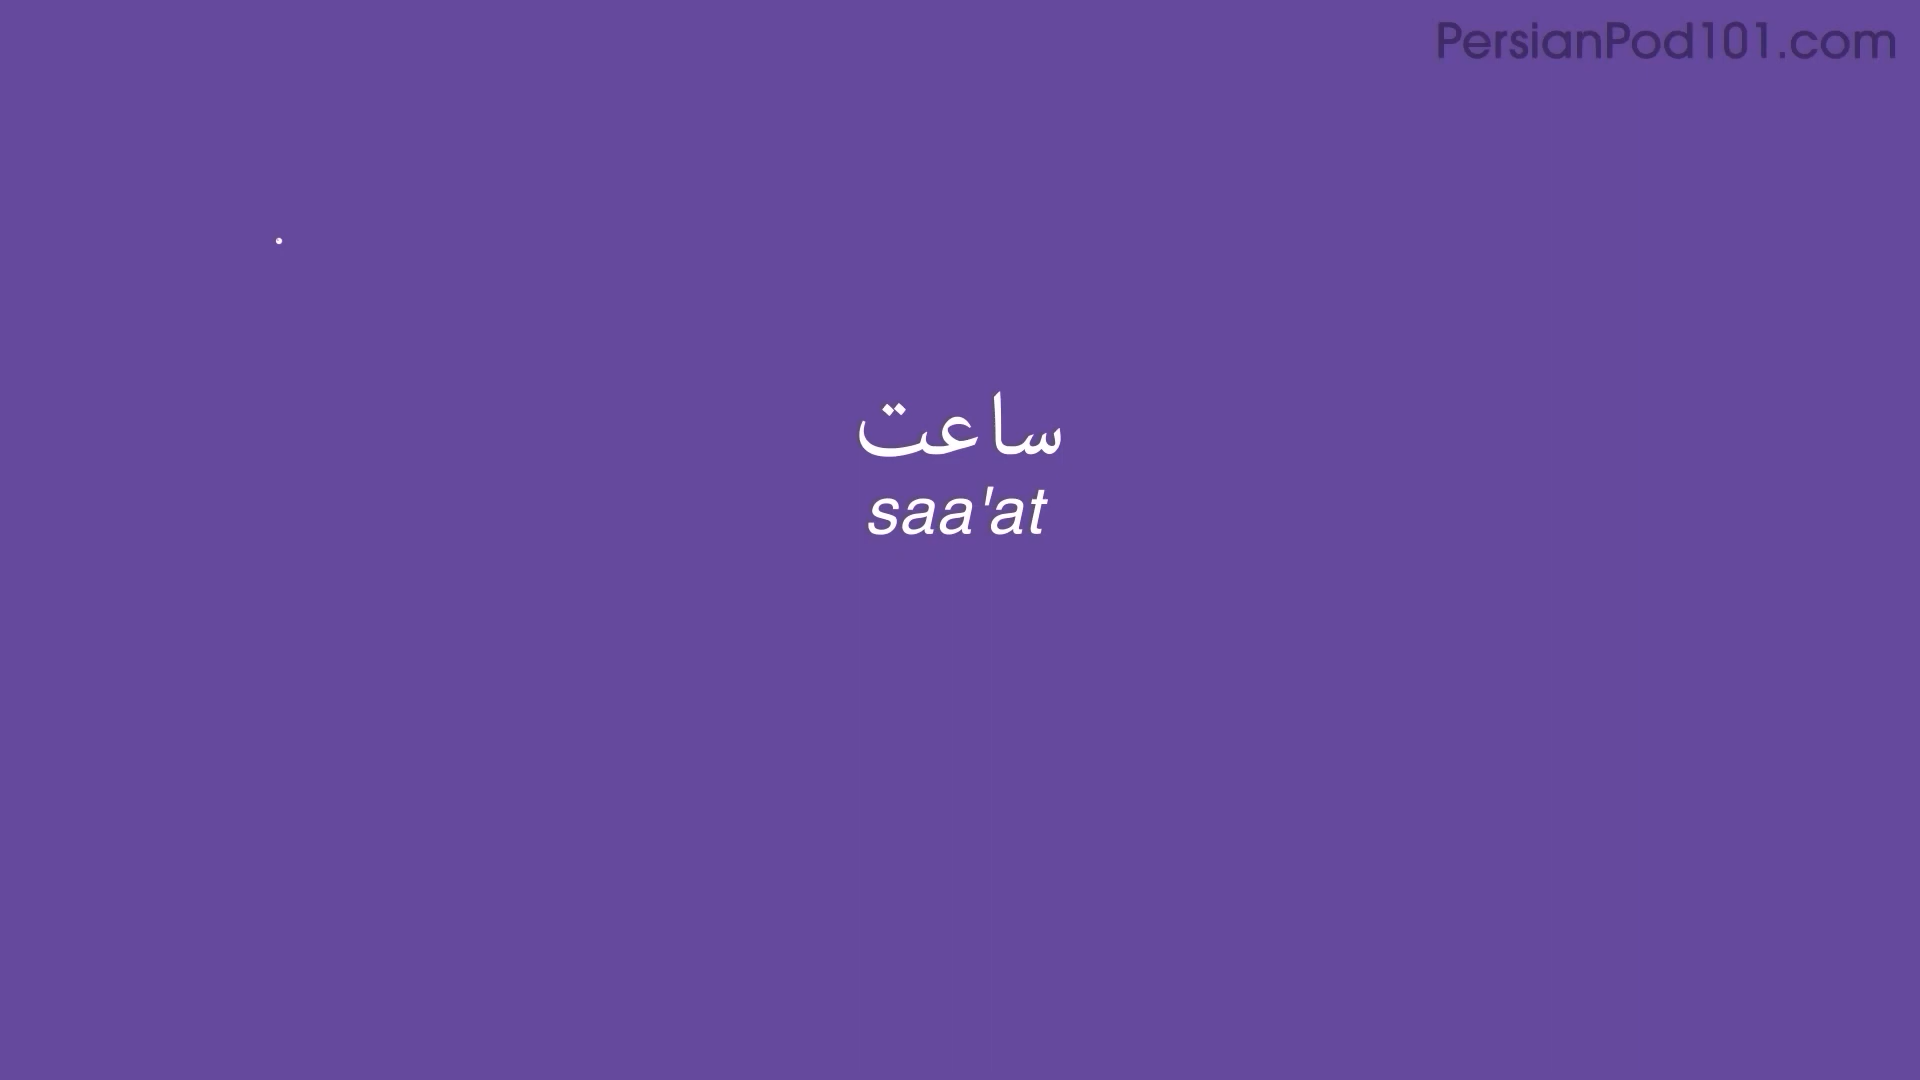 PersianPod101.com
ساعت
saa'at